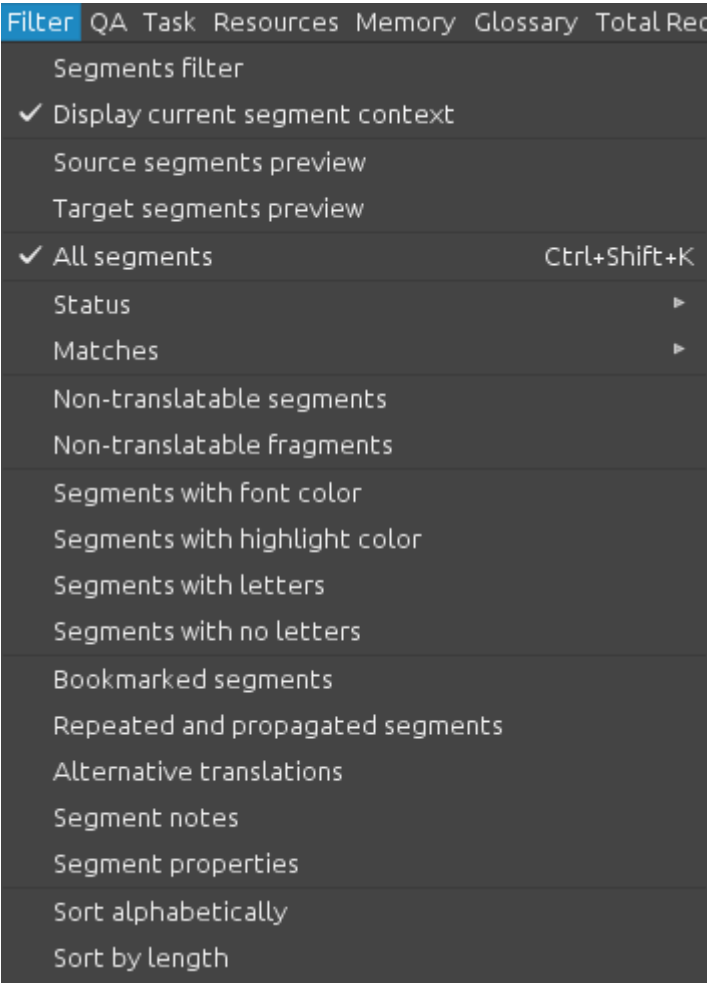 Filter QA Task Resources Memory Glossary Total Rec
Segments filter
Display current segment context
Source segments preview
Target segments preview
All segments Ctrl+Shift+K
Status
Matches
Non-translatable segments
Non-translatable fragments
Segments with font color
Segments with highlight color
Segments with letters
Segments with no letters
Bookmarked segments
Repeated and propagated segments
Alternative translations
Segment notes
Segment properties
Sort alphabetically
Sort by length